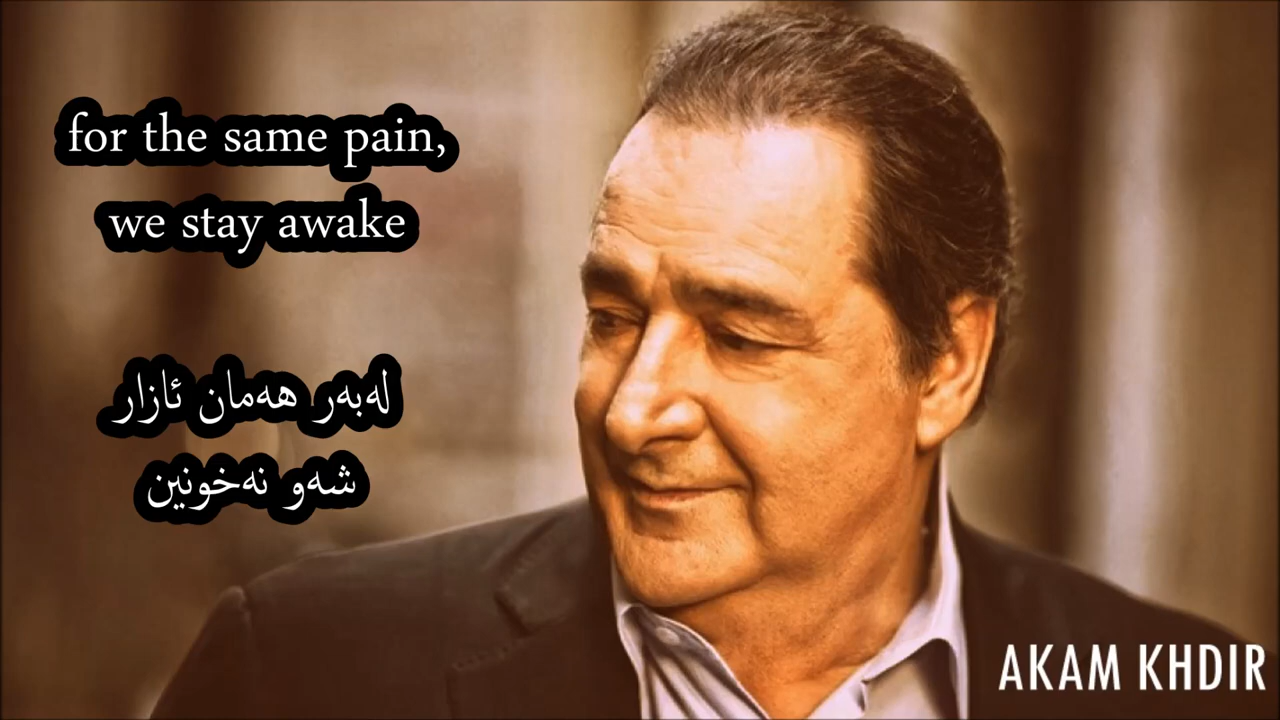 for the same pain,
we stay awake
لەبەر هەمان ئازار
شەو نەخونین
AKAM KHDIR